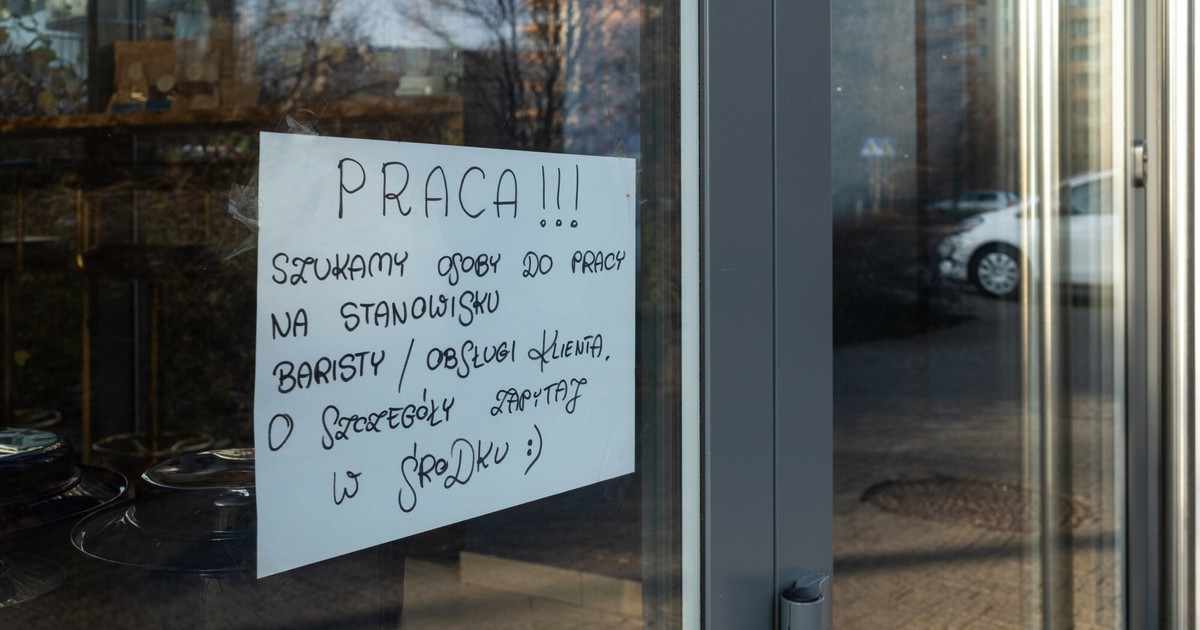 PRACA!!!
SZUKAMY OSOBY DO PRACY
NA STANOWISKU
BARISTY / OBSŁUGI KLIENTA.
O SZCZEGÓŁY ZAPYTAJ
W ŚRODKU :)